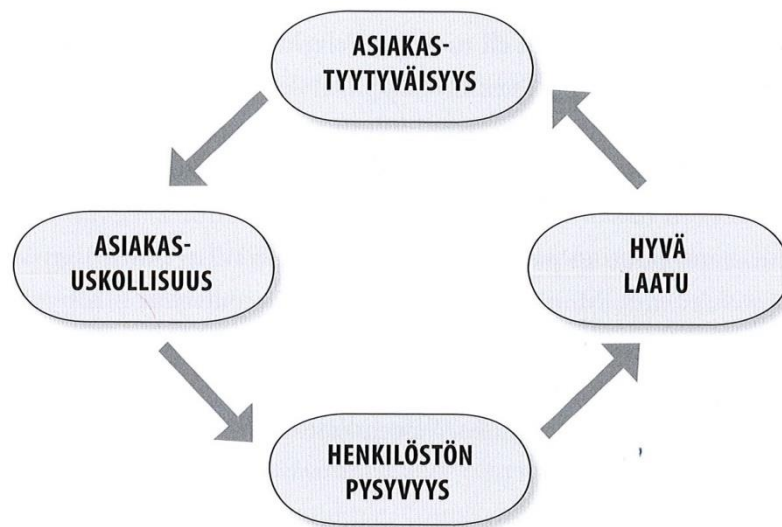 ASIAKAS-
TYYTYVÄISYYS
ASIAKAS-
USKOLLISUUS
HYVÄ
LAATU
HENKILÖSTÖN
PYSYVYYS